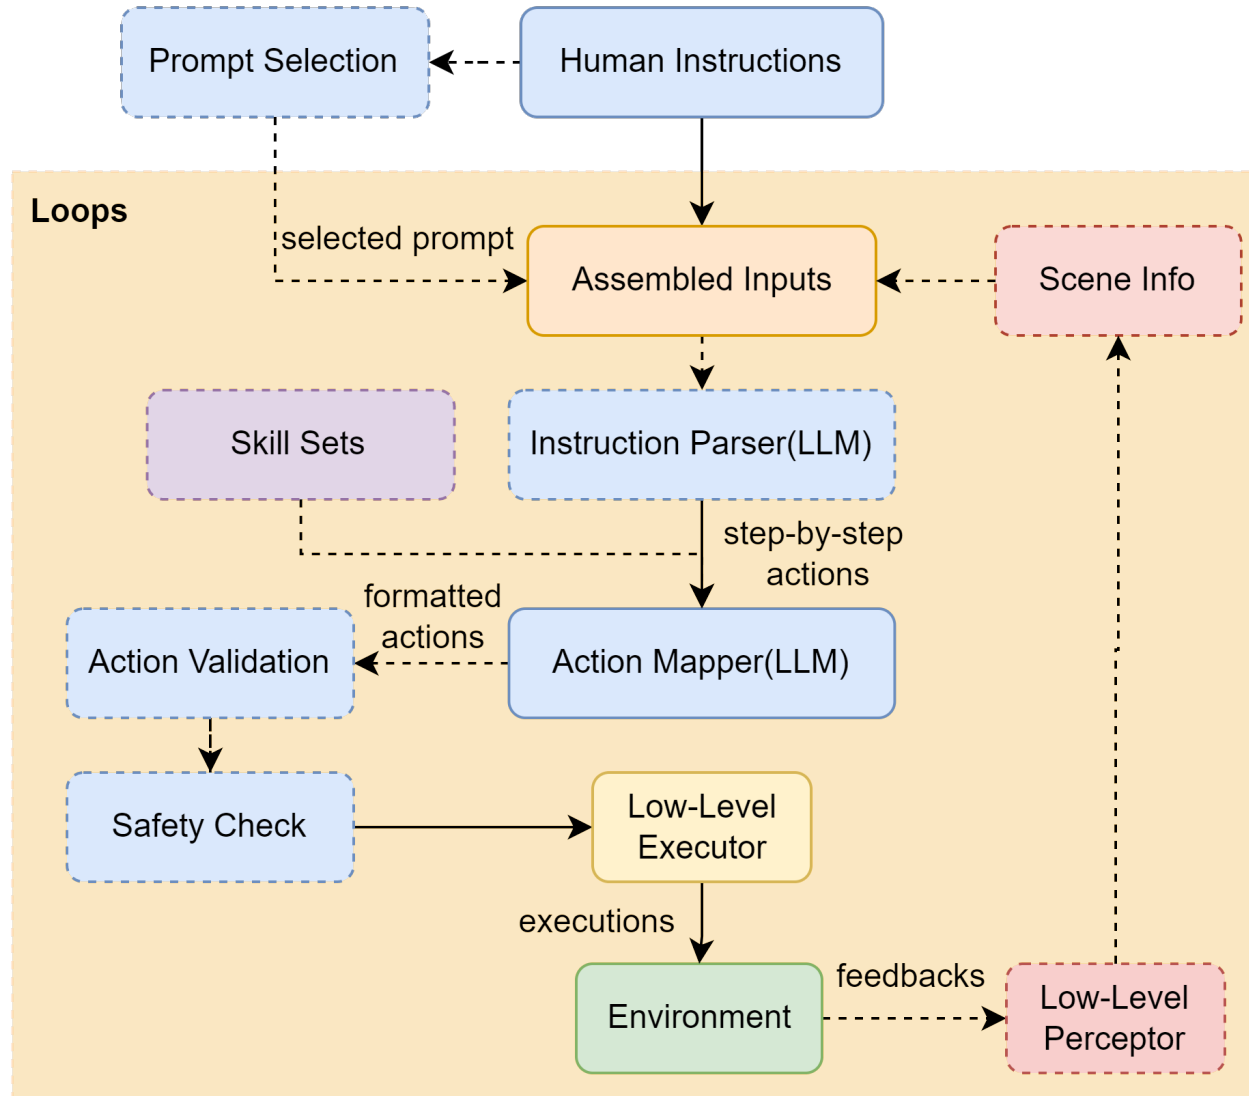 Prompt Selection
Human Instructions
Loops
selected prompt
Assembled Inputs
Scene Info
Skill Sets
Instruction Parser(LLM)
step-by-step
actions
formatted
actions
Action Validation
Action Mapper(LLM)
Safety Check
Low-Level
Executor
executions
Environment
feedbacks
Low-Level
Perceptor